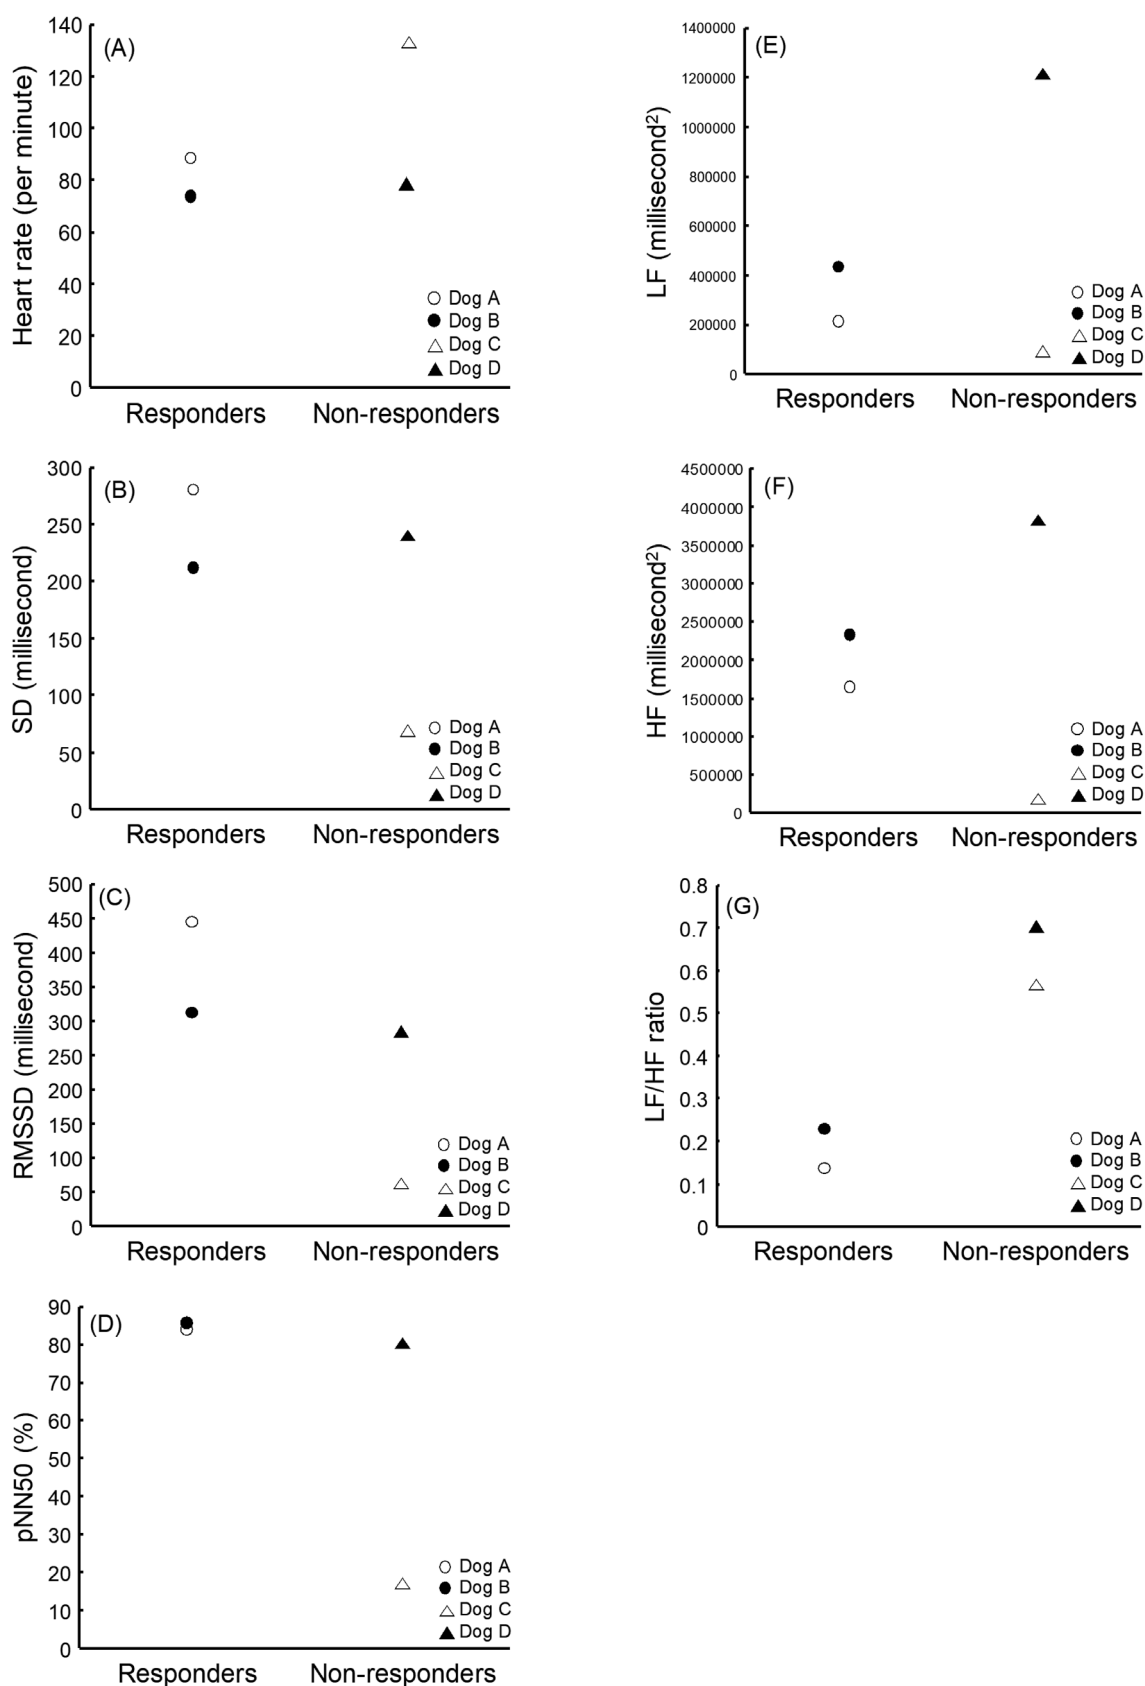 (A)
Heart rate (per minute)
140
120
100
80
60
40
20
0
Dog A
Dog B
Dog C
Dog D
Responders
Non-responders
(B)
SD (millisecond)
300
250
200
150
100
50
0
Dog A
Dog B
Dog C
Dog D
Responders
Non-responders
(C)
RMSSD (millisecond)
500
450
400
350
300
250
200
150
100
50
0
Dog A
Dog B
Dog C
Dog D
Responders
Non-responders
(D)
pNN50 (%)
90
80
70
60
50
40
30
20
10
0
Dog A
Dog B
Dog C
Dog D
Responders
Non-responders
(E)
LF (millisecond²)
1400000
1200000
1000000
800000
600000
400000
200000
0
Dog A
Dog B
Dog C
Dog D
Responders
Non-responders
(F)
HF (millisecond²)
4500000
4000000
3500000
3000000
2500000
2000000
1500000
1000000
500000
0
Dog A
Dog B
Dog C
Dog D
Responders
Non-responders
(G)
LF/HF ratio
0.8
0.7
0.6
0.5
0.4
0.3
0.2
0.1
0
Dog A
Dog B
Dog C
Dog D
Responders
Non-responders